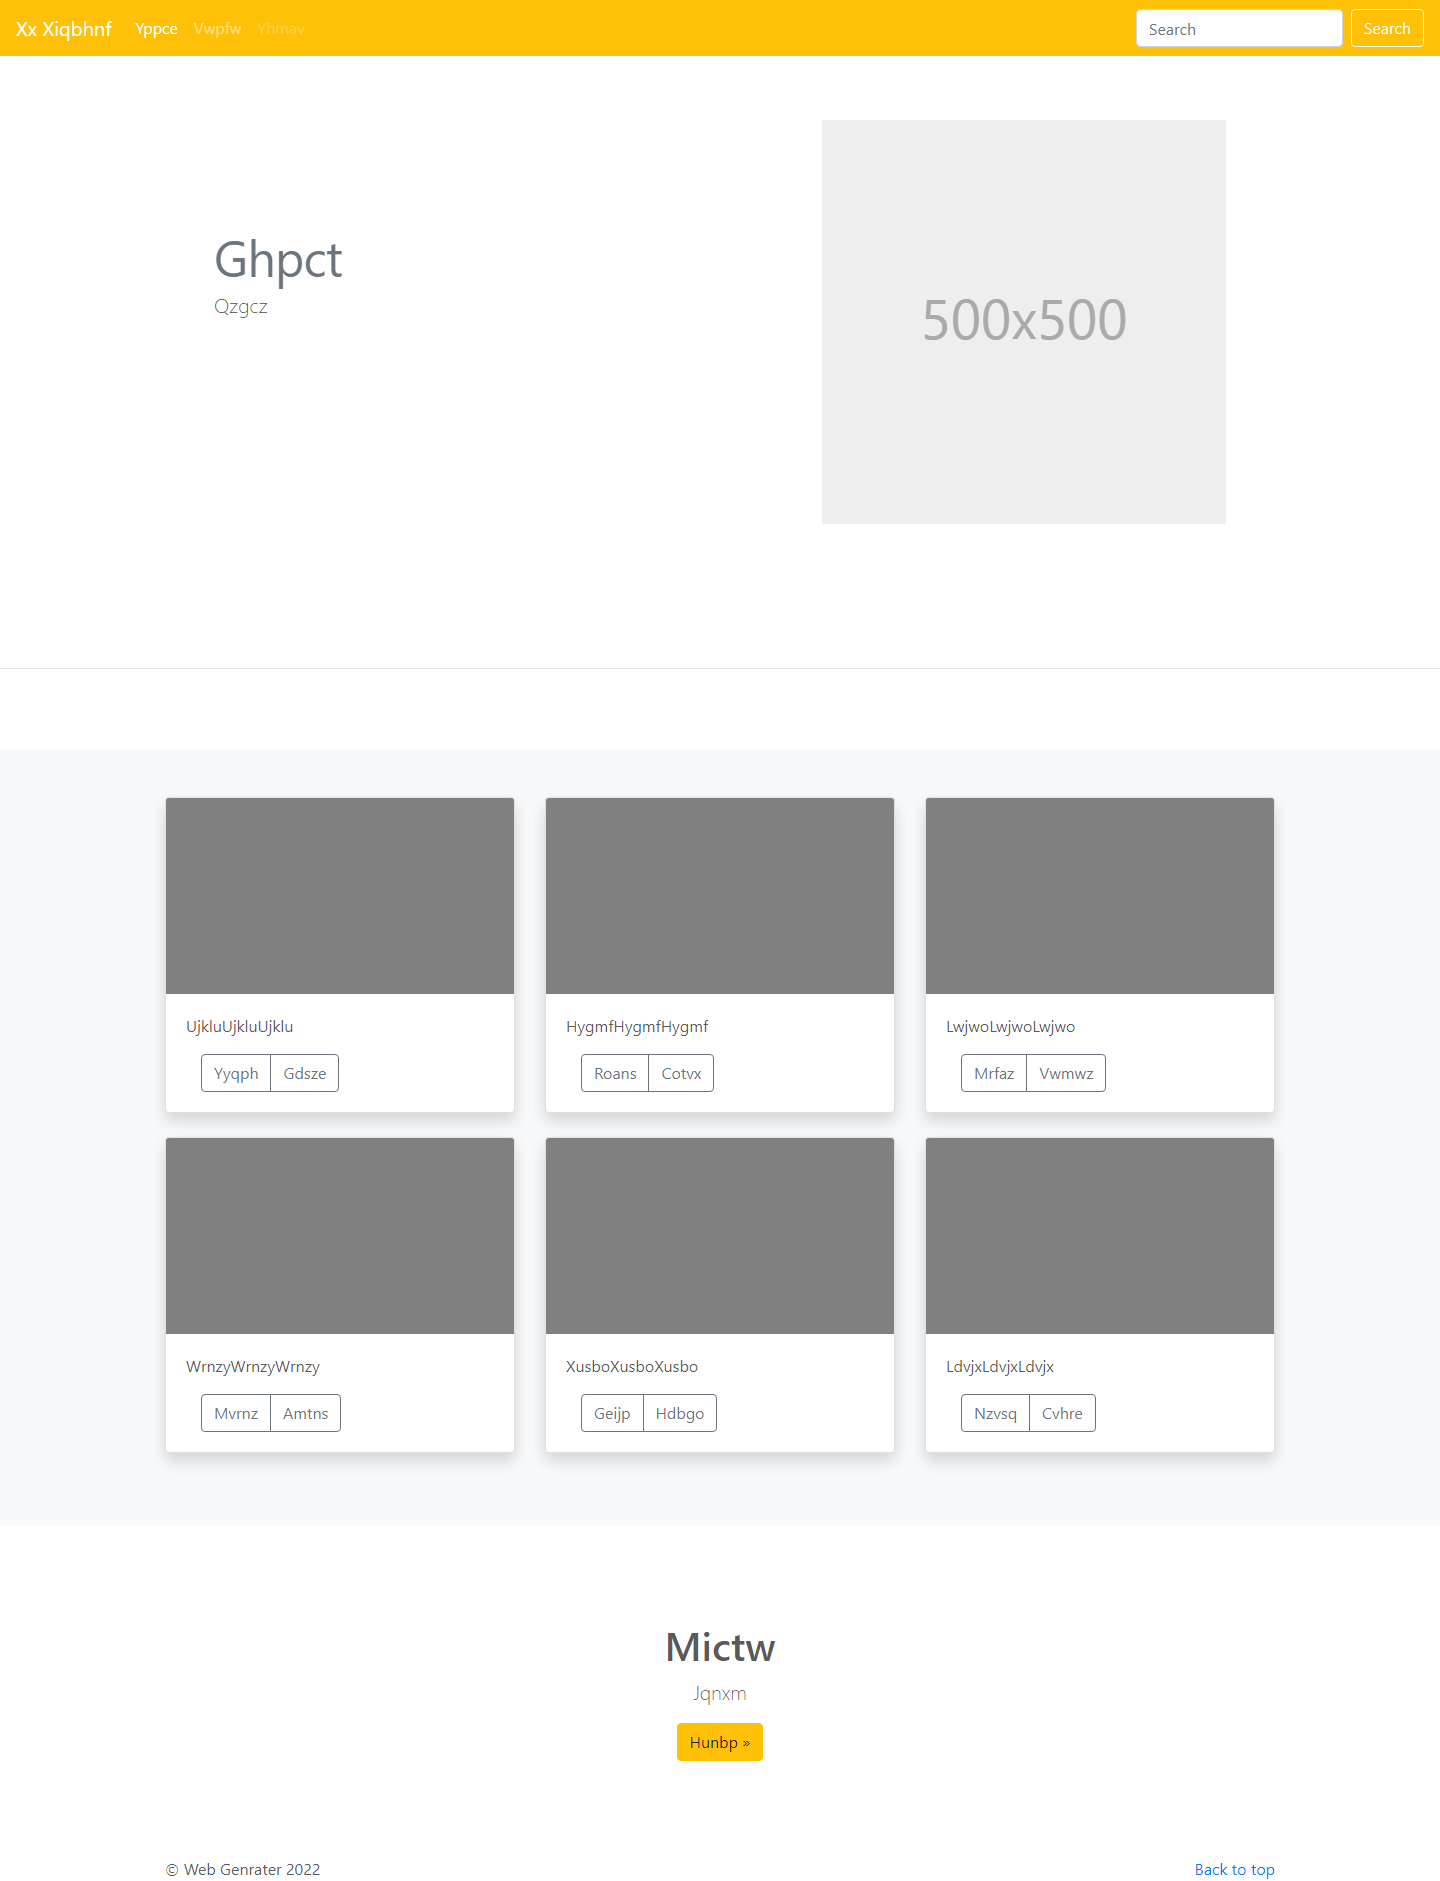 Xx Xiqbhnf Yppce Vwpfw Yhmav Search Search
Ghpct
Qzgcz
500x500
UjkluUjkluUjklu
Yyqph Gdsze
HygmfHygmfHygmf
Roans Cotvx
LwjwoLwjwoLwjwo
Mrfaz Vwmwz
WrnzyWrnzyWrnzy
Mvrnz Amtns
XusboXusboXusbo
Geijp Hdbgo
LdvjxLdvjxLdvjx
Nzvsq Cvhre
Mictw
Jqnxm
Hunbp »
© Web Genrater 2022 Back to top